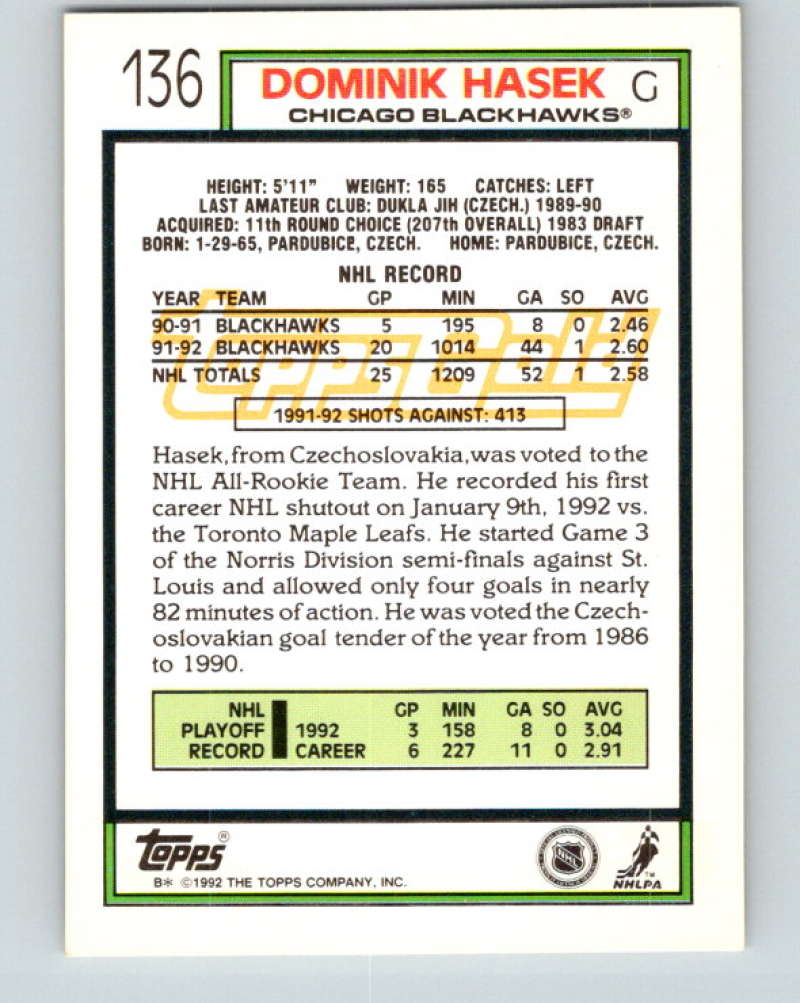 136
DOMINIK HASEK G
CHICAGO BLACKHAWKS®
HEIGHT: 5'11" WEIGHT: 165 CATCHES: LEFT
LAST AMATEUR CLUB: DUKLA JIH (CZECH.) 1989-90
ACQUIRED: 11th ROUND CHOICE (207th OVERALL) 1983 DRAFT
BORN: 1-29-65, PARDUBICE, CZECH. HOME: PARDUBICE, CZECH.
NHL RECORD
YEAR TEAM GP MIN GA SO AVG
90-91 BLACKHAWKS 5 195 8 0 2.46
91-92 BLACKHAWKS 20 1014 44 1 2.60
NHL TOTALS 25 1209 52 1 2.58
Topps Gold
1991-92 SHOTS AGAINST: 413
Hasek, from Czechoslovakia, was voted to the
NHL All-Rookie Team. He recorded his first
career NHL shutout on January 9th, 1992 vs.
the Toronto Maple Leafs. He started Game 3
of the Norris Division semi-finals against St.
Louis and allowed only four goals in nearly
82 minutes of action. He was voted the Czech-
oslovakian goal tender of the year from 1986
to 1990.
NHL GP MIN GA SO AVG
PLAYOFF 1992 3 158 8 0 3.04
RECORD CAREER 6 227 11 0 2.91
TOPPS®
B* ©1992 THE TOPPS COMPANY, INC.
NHL
TM
NHLPA